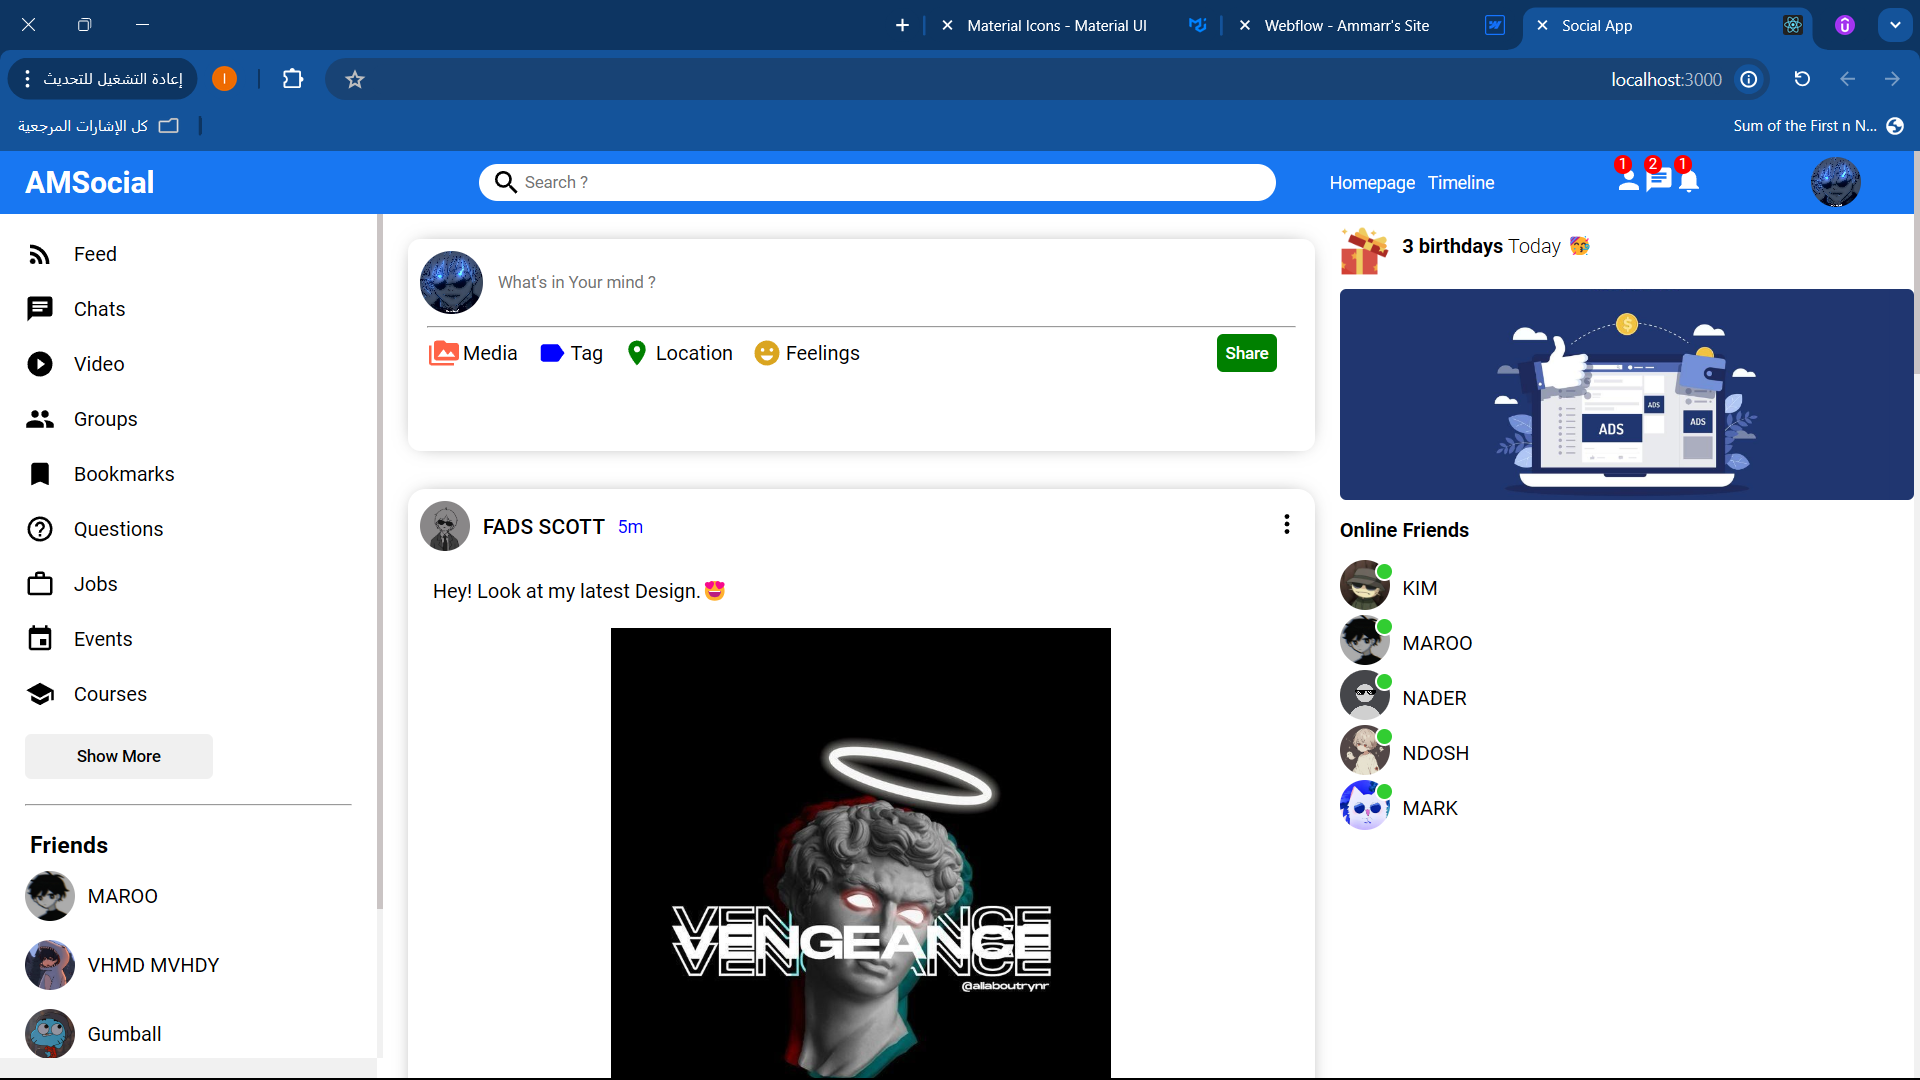 Material Icons - Material UI
Webflow - Ammarr's Site
Social App
إعادة التشغيل للتحديث
I
localhost:3000
كل الإشارات المرجعية
Sum of the First n N...
AMSocial
Search ?
Homepage
Timeline
1
2
1
Feed
Chats
Video
Groups
Bookmarks
Questions
Jobs
Events
Courses
Show More
Friends
MAROO
VHMD MVHDY
Gumball
What's in Your mind ?
Media
Tag
Location
Feelings
Share
FADS SCOTT 5m
Hey! Look at my latest Design.😍
VENGEANCE
VENGEANCE
VENGEANCE
@allaboutrynr
3 birthdays Today 🥳
$
ADS
ADS
ADS
Online Friends
KIM
MAROO
NADER
NDOSH
MARK